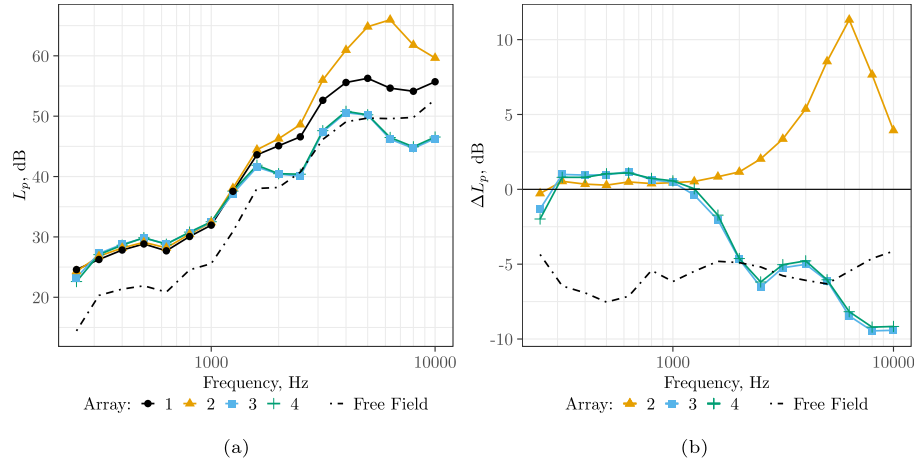 60
50
40
30
20
L_p, dB
1000
10000
Frequency, Hz
Array: 1 2 3 4 Free Field
(a)
10
5
0
-5
-10
ΔL_p, dB
1000
10000
Frequency, Hz
Array: 2 3 4 Free Field
(b)